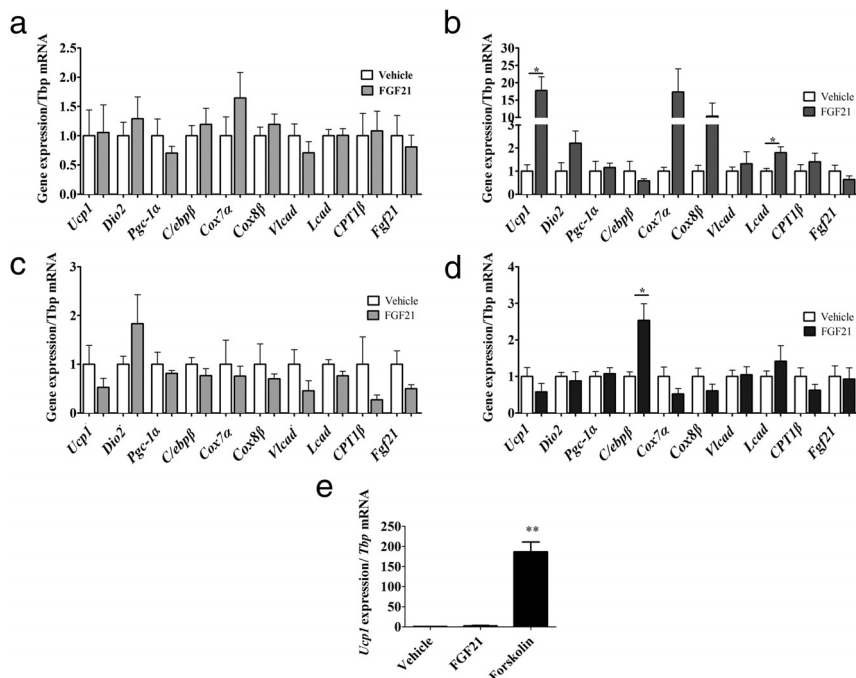 a
Gene expression/Tbp mRNA
2.5
2.0
1.5
1.0
0.5
0.0
Vehicle
FGF21
Ucp1
Dio2
Pgc-1α
C/ebpβ
Cox7α
Cox8β
Vlcad
Lcad
CPT1β
Fgf21
b
Gene expression/Tbp mRNA
30
25
20
15
10
4
2
1
0
*
*
Vehicle
FGF21
Ucp1
Dio2
Pgc-1α
C/ebpβ
Cox7α
Cox8β
Vlcad
Lcad
CPT1β
Fgf21
c
Gene expression/Tbp mRNA
3
2
1
0
Vehicle
FGF21
Ucp1
Dio2
Pgc-1α
C/ebpβ
Cox7α
Cox8β
Vlcad
Lcad
CPT1β
Fgf21
d
Gene expression/Tbp mRNA
4
3
2
1
0
*
Vehicle
FGF21
Ucp1
Dio2
Pgc-1α
C/ebpβ
Cox7α
Cox8β
Vlcad
Lcad
CPT1β
Fgf21
e
Ucp1 expression/ Tbp mRNA
250
200
150
100
50
0
**
Vehicle
FGF21
Forskolin